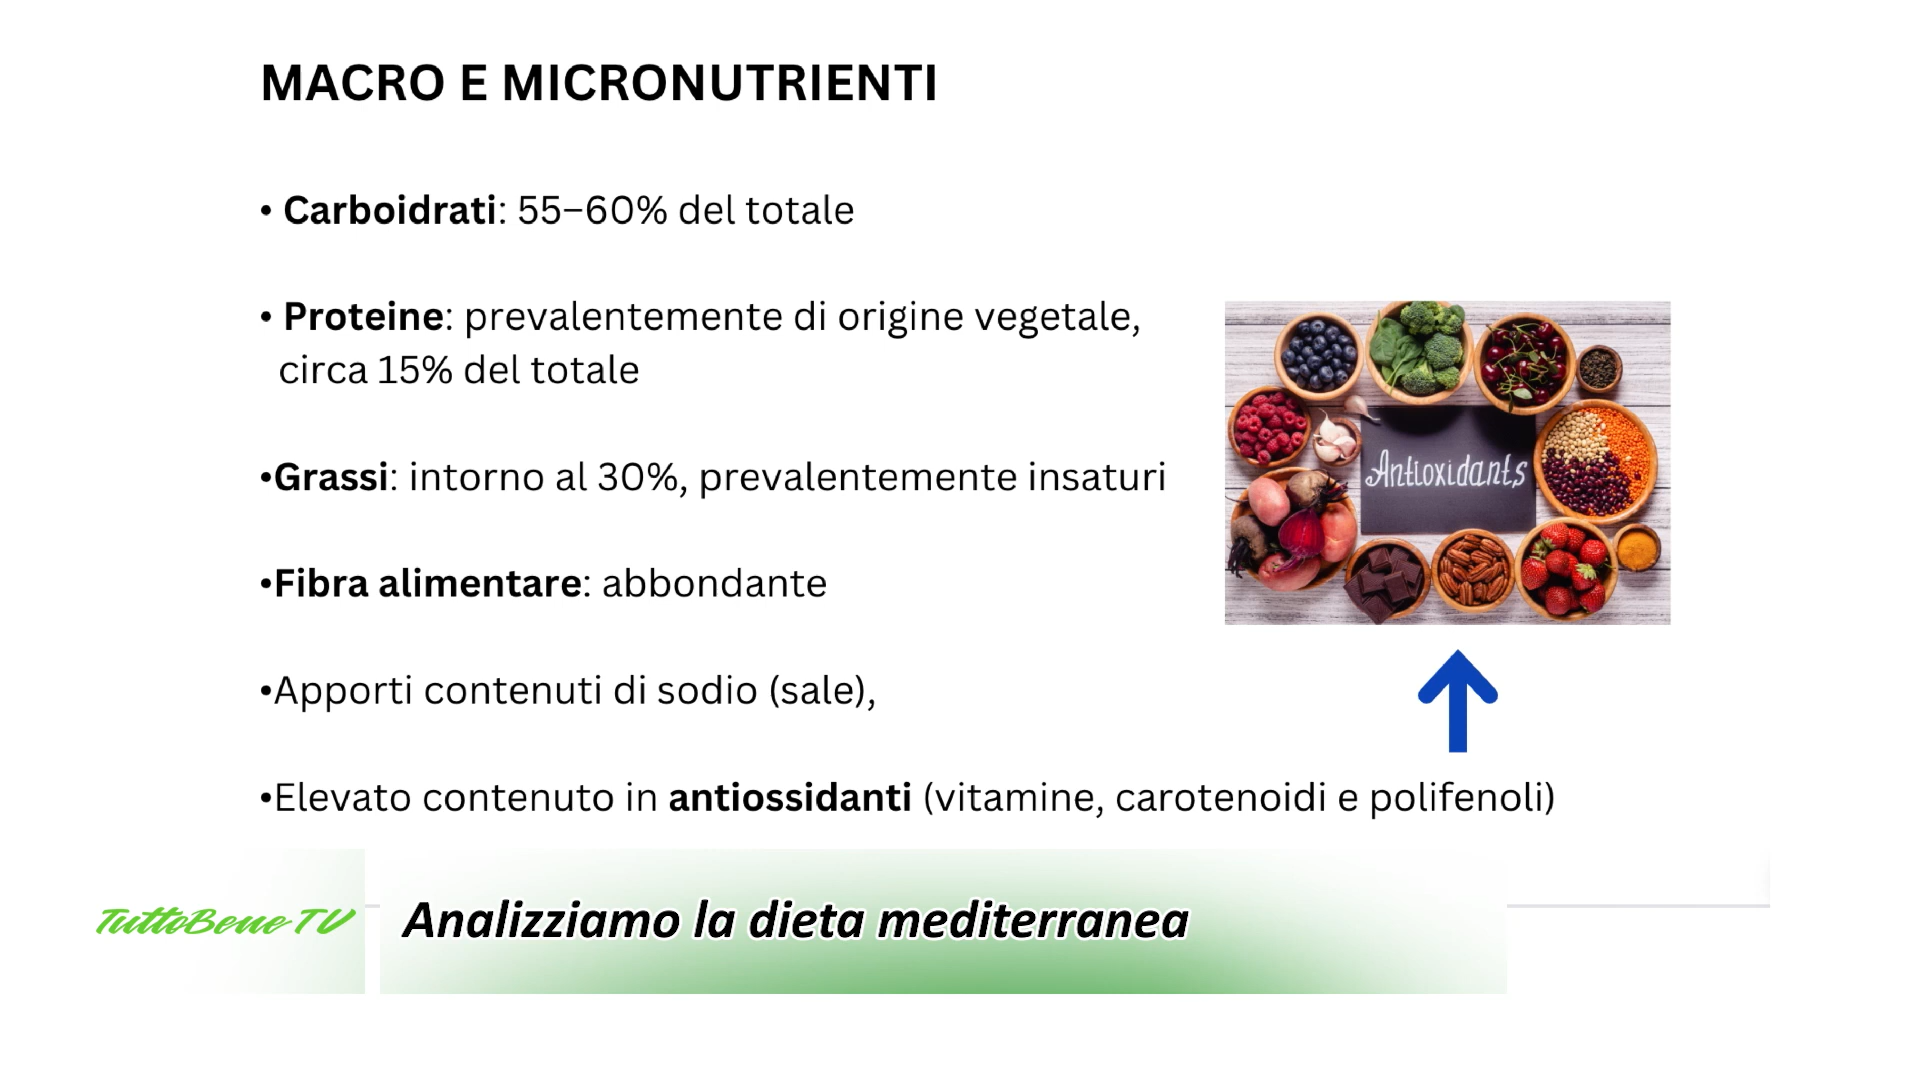 MACRO E MICRONUTRIENTI
• Carboidrati: 55–60% del totale
• Proteine: prevalentemente di origine vegetale,
circa 15% del totale
•Grassi: intorno al 30%, prevalentemente insaturi
Antioxidants
•Fibra alimentare: abbondante
•Apporti contenuti di sodio (sale),
•Elevato contenuto in antiossidanti (vitamine, carotenoidi e polifenoli)
TuttoBene TV
Analizziamo la dieta mediterranea